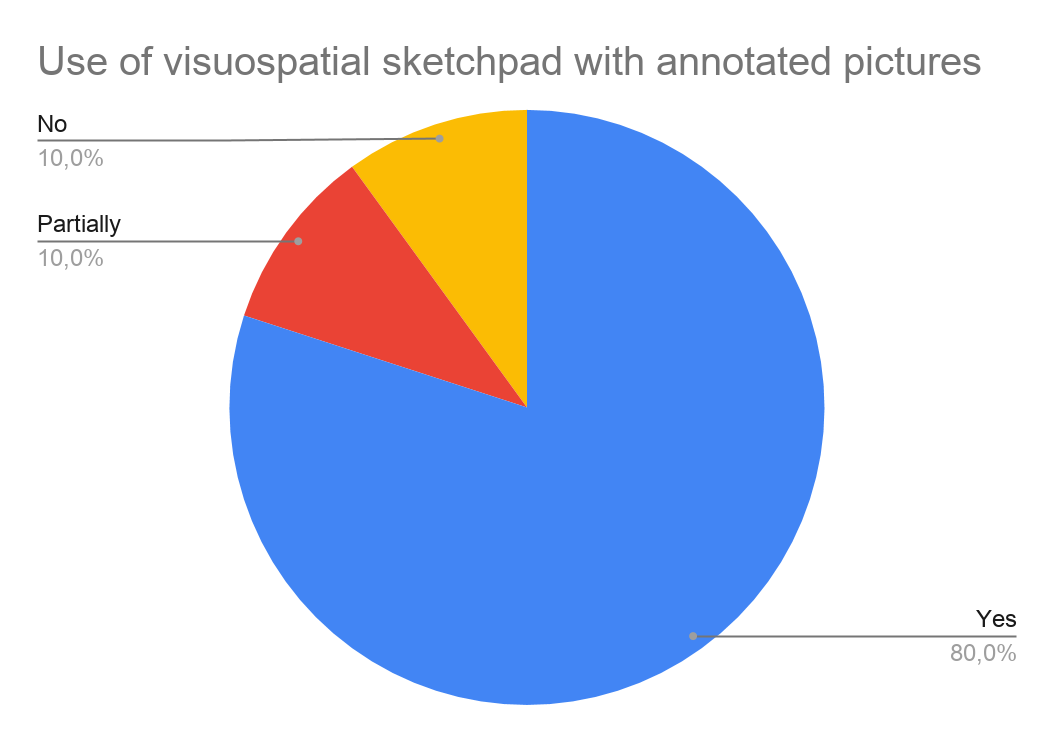 Use of visuospatial sketchpad with annotated pictures
No
10,0%
Partially
10,0%
Yes
80,0%